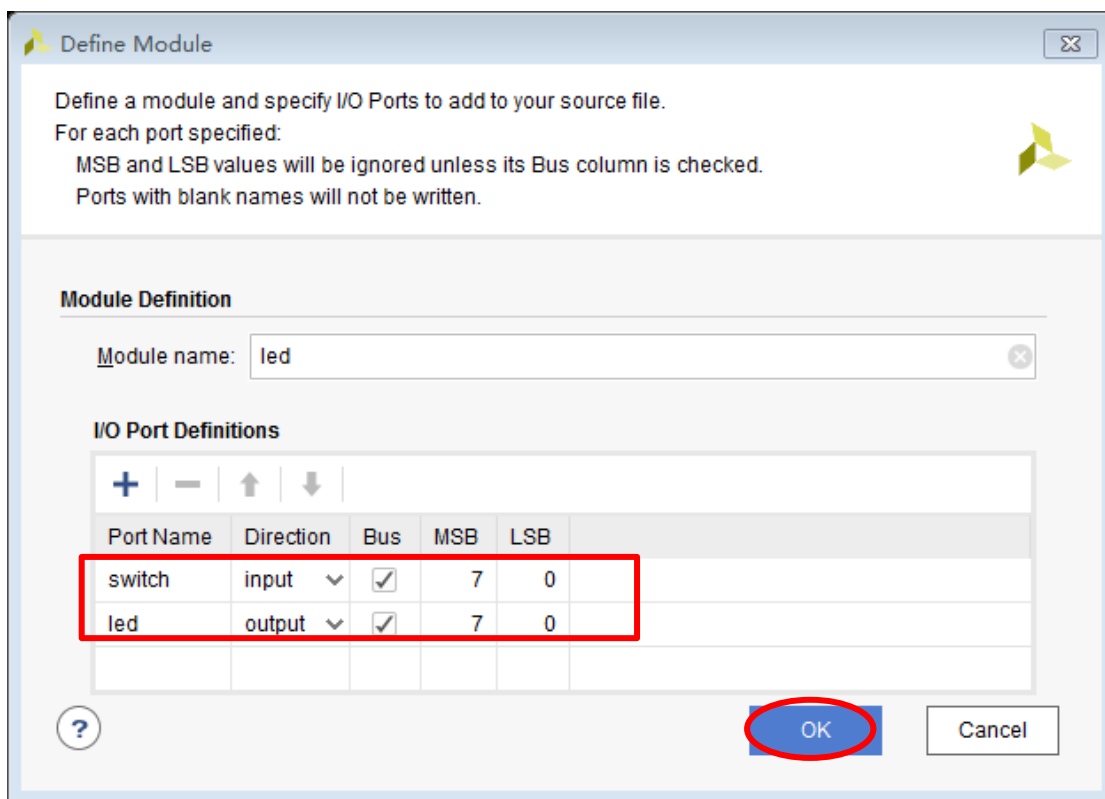 Define Module
Define a module and specify I/O Ports to add to your source file.
For each port specified:
MSB and LSB values will be ignored unless its Bus column is checked.
Ports with blank names will not be written.
Module Definition
Module name: led
I/O Port Definitions
Port Name Direction Bus MSB LSB
switch input 7 0
led output 7 0
? OK Cancel